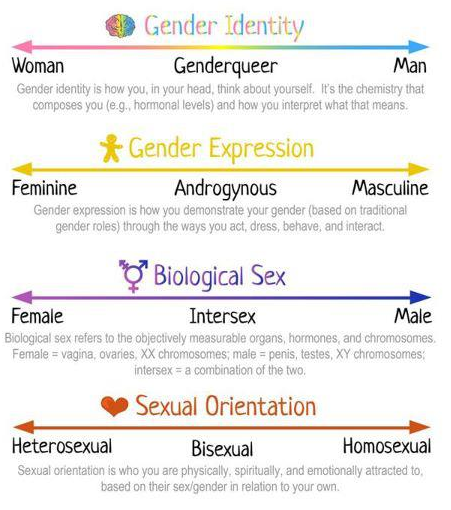 Gender Identity
Woman Genderqueer Man
Gender identity is how you, in your head, think about yourself. It's the chemistry that
composes you (e.g., hormonal levels) and how you interpret what that means.
Gender Expression
Feminine Androgynous Masculine
Gender expression is how you demonstrate your gender (based on traditional
gender roles) through the ways you act, dress, behave, and interact.
Biological Sex
Female Intersex Male
Biological sex refers to the objectively measurable organs, hormones, and chromosomes.
Female = vagina, ovaries, XX chromosomes; male = penis, testes, XY chromosomes;
intersex = a combination of the two.
Sexual Orientation
Heterosexual Bisexual Homosexual
Sexual orientation is who you are physically, spiritually, and emotionally attracted to,
based on their sex/gender in relation to your own.